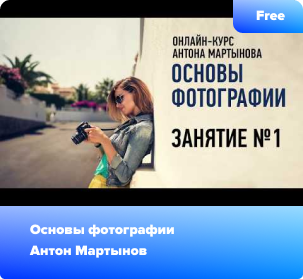 Free
ОНЛАЙН-КУРС
АНТОНА МАРТЫНОВА
ОСНОВЫ
ФОТОГРАФИИ
ЗАНЯТИЕ №1
Основы фотографии
Антон Мартынов